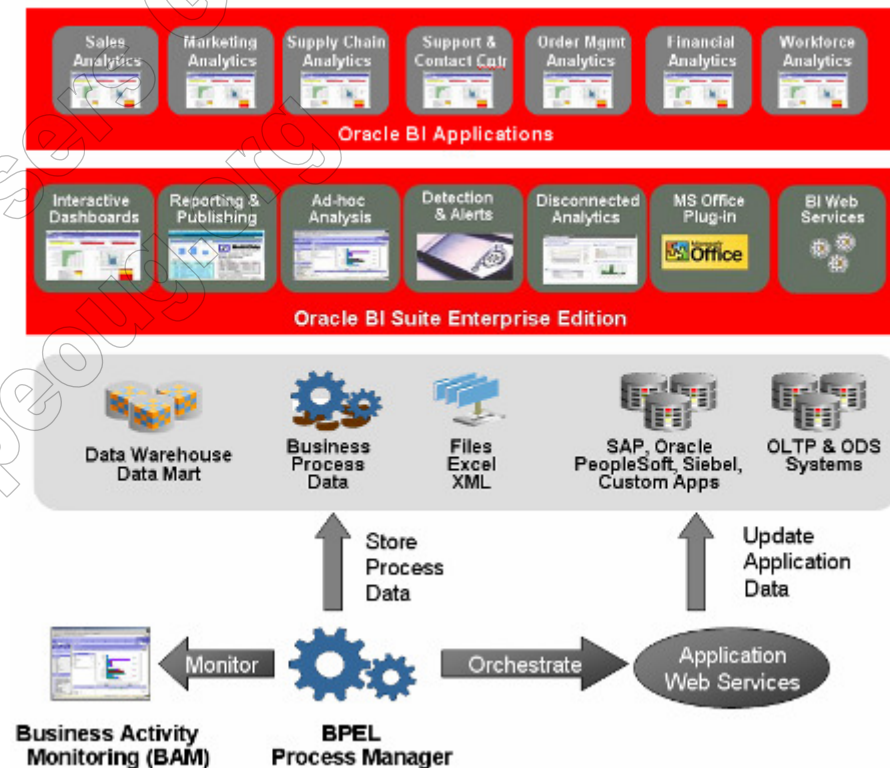 Sales
Analytics
Marketing
Analytics
Supply Chain
Analytics
Support &
Contact Cntr
Order Mgmt
Analytics
Financial
Analytics
Workforce
Analytics
Oracle BI Applications
Interactive
Dashboards
Reporting &
Publishing
Ad-hoc
Analysis
Detection
& Alerts
Disconnected
Analytics
MS Office
Plug-in
Microsoft
Office
BI Web
Services
Oracle BI Suite Enterprise Edition
Data Warehouse
Data Mart
Business
Process
Data
Files
Excel
XML
SAP, Oracle
PeopleSoft, Siebel,
Custom Apps
OLTP & ODS
Systems
Store
Process
Data
Update
Application
Data
Monitor
Orchestrate
Application
Web Services
Business Activity
Monitoring (BAM)
BPEL
Process Manager